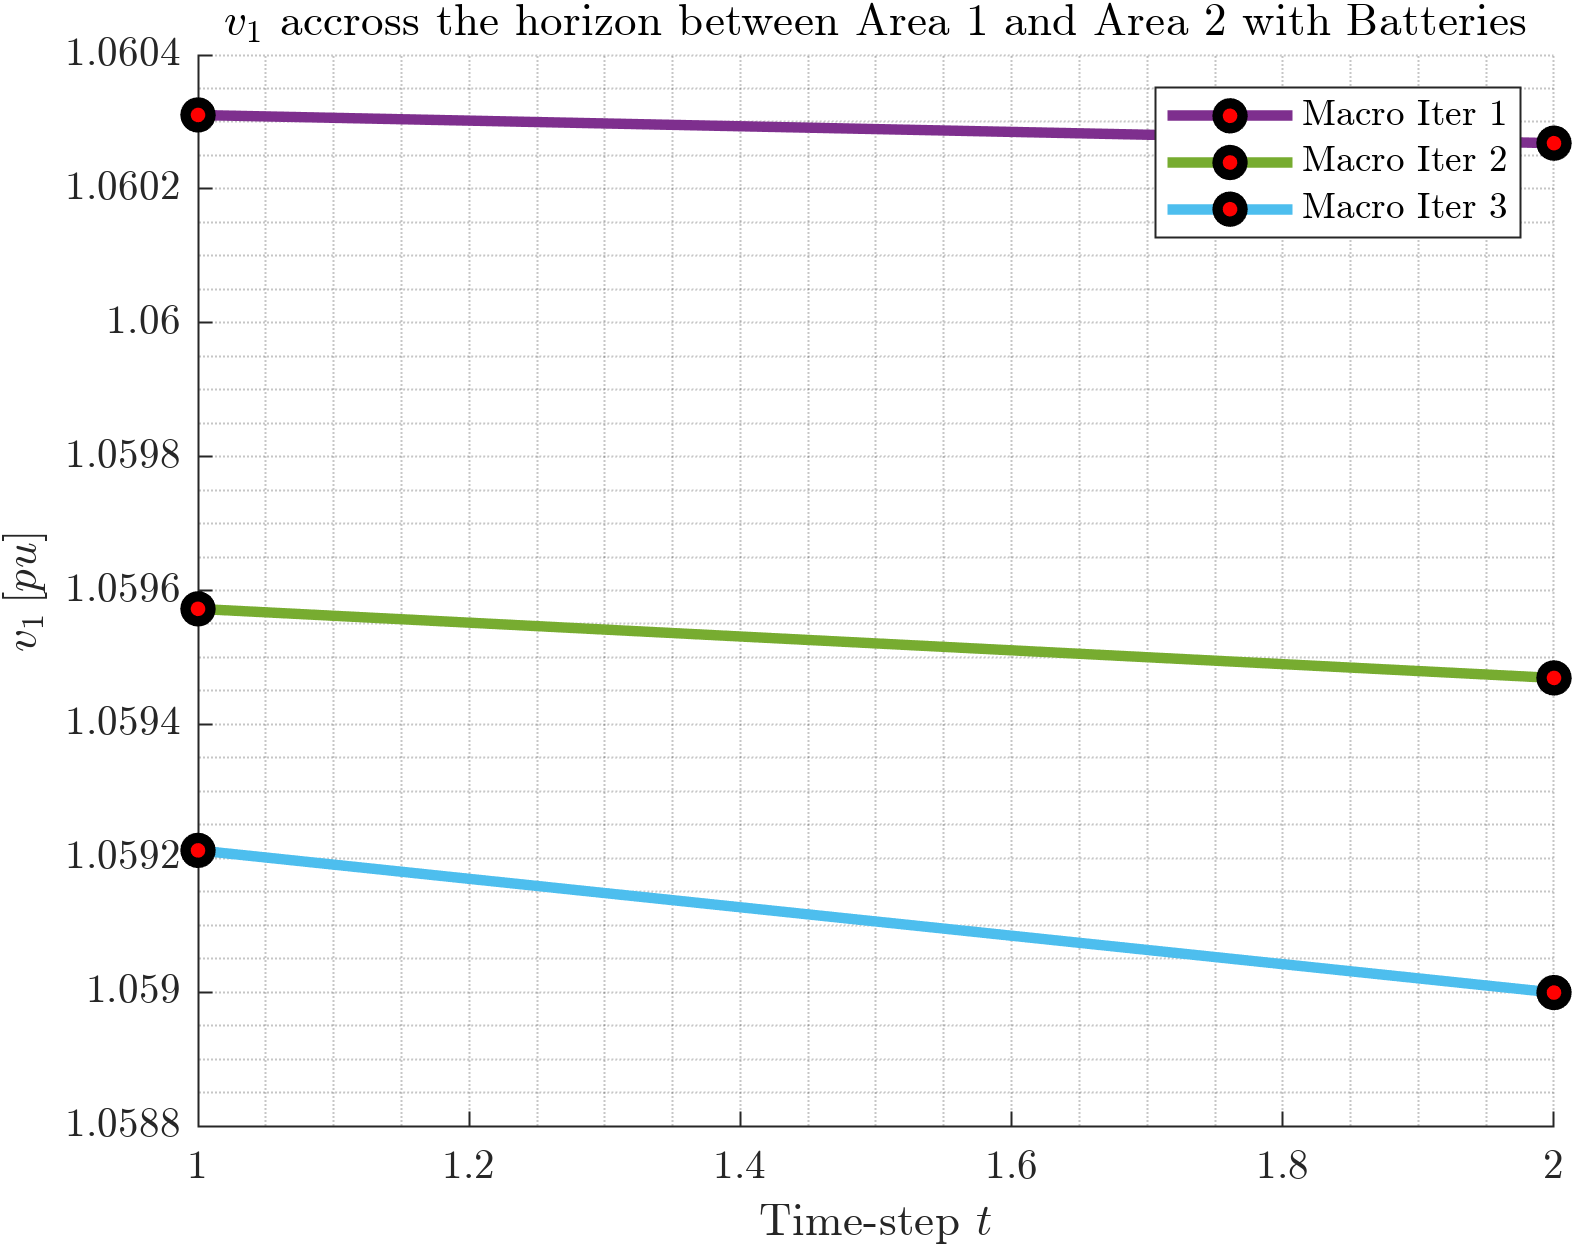 v₁ accross the horizon between Area 1 and Area 2 with Batteries
1.0604
1.0602
1.06
1.0598
1.0596
1.0594
1.0592
1.059
1.0588
v₁ [pu]
Macro Iter 1
Macro Iter 2
Macro Iter 3
1 1.2 1.4 1.6 1.8 2
Time-step t